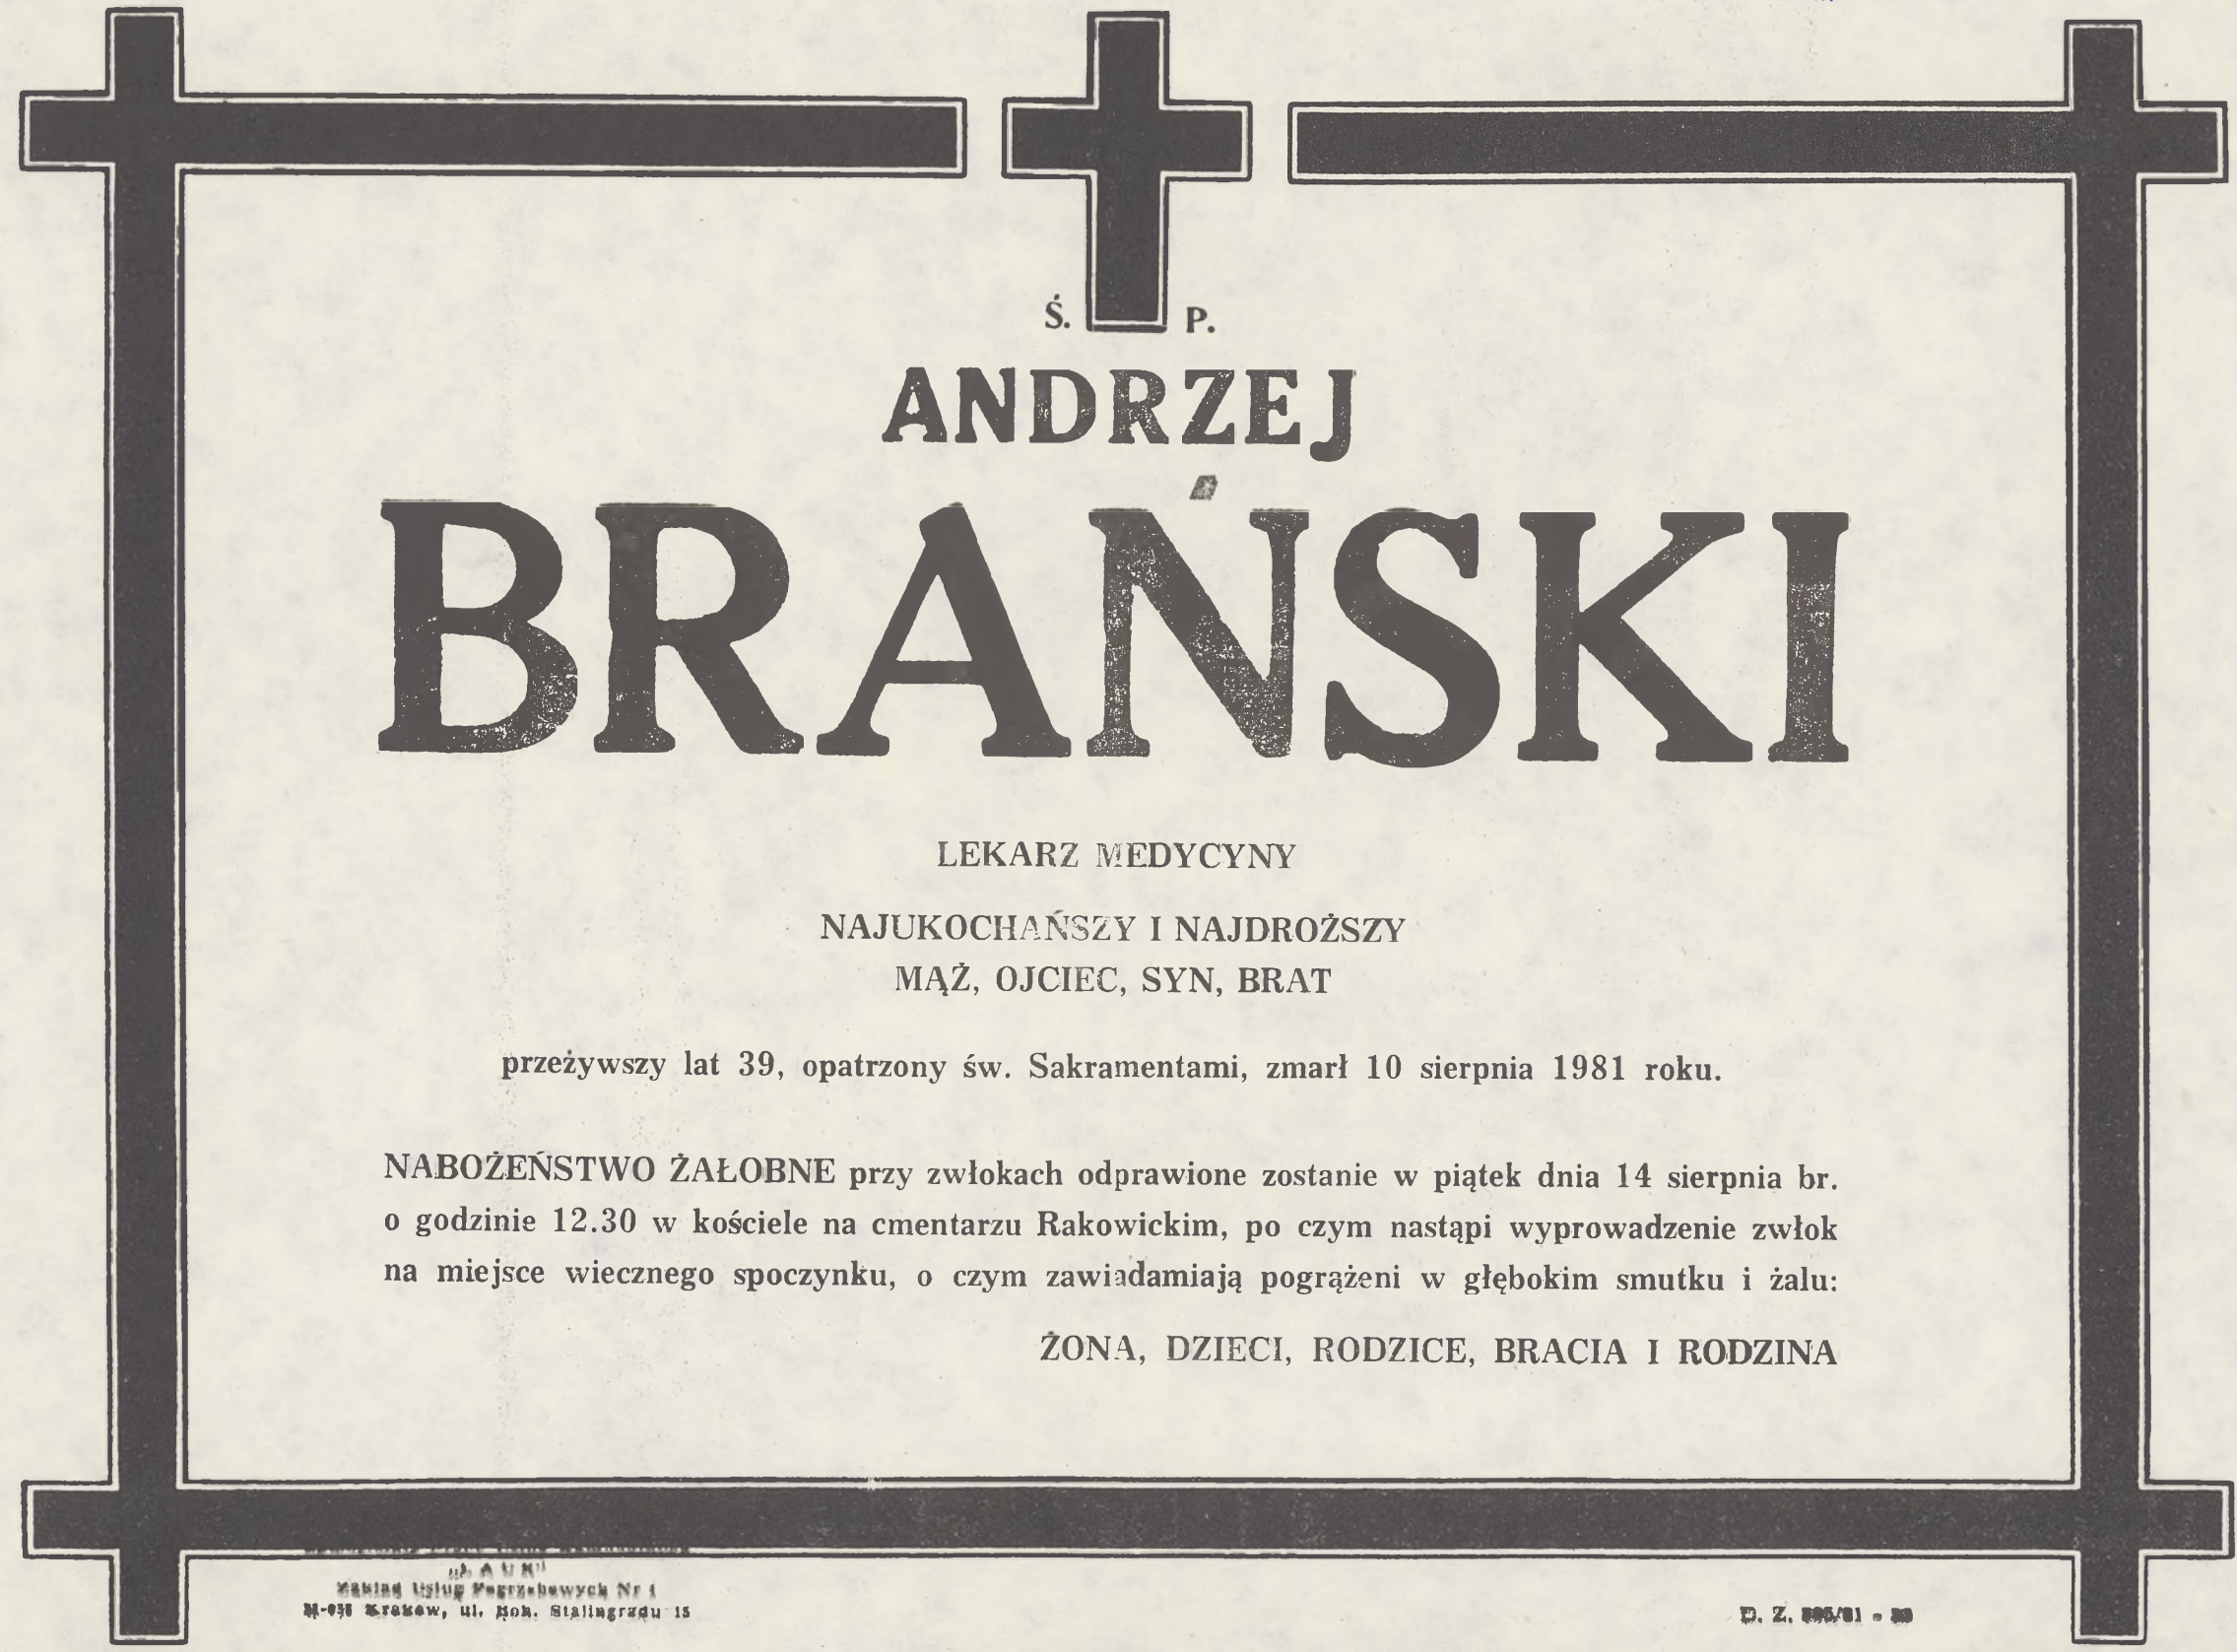 Ś. P.
ANDRZEJ
BRAŃSKI
LEKARZ MEDYCYNY
NAJUKOCHAŃSZY I NAJDROŻSZY
MĄŻ, OJCIEC, SYN, BRAT
przeżywszy lat 39, opatrzony św. Sakramentami, zmarł 10 sierpnia 1981 roku.
NABOŻEŃSTWO ŻAŁOBNE przy zwłokach odprawione zostanie w piątek dnia 14 sierpnia br.
o godzinie 12.30 w kościele na cmentarzu Rakowickim, po czym nastąpi wyprowadzenie zwłok
na miejsce wiecznego spoczynku, o czym zawiadamiają pogrążeni w głębokim smutku i żalu:
ŻONA, DZIECI, RODZICE, BRACIA I RODZINA
Zakład Usług Pogrzebowych Nr 1
Kraków, ul. Boh. Stalingradu 15
D. Z.